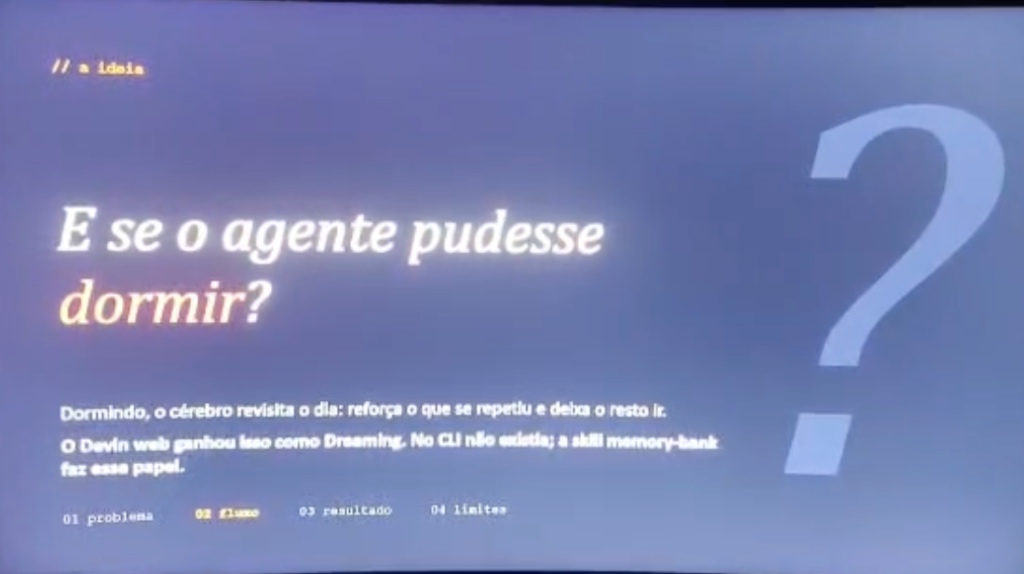 // a ideia
E se o agente pudesse
dormir?
Dormindo, o cérebro revisita o dia: reforça o que se repetiu e deixa o resto ir.
O Devin web ganhou isso como Dreaming. No CLI não existia; a skill memory-bank
faz esse papel.
01 problema 02 fluxo 03 resultado 04 limites
?